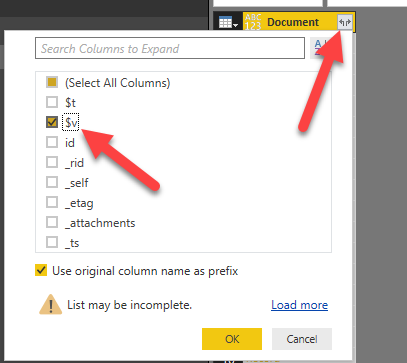 ABC
123
Document
Search Columns to Expand
(Select All Columns)
$t
$v
id
_rid
_self
_etag
_attachments
_ts
Use original column name as prefix
List may be incomplete.
Load more
OK
Cancel